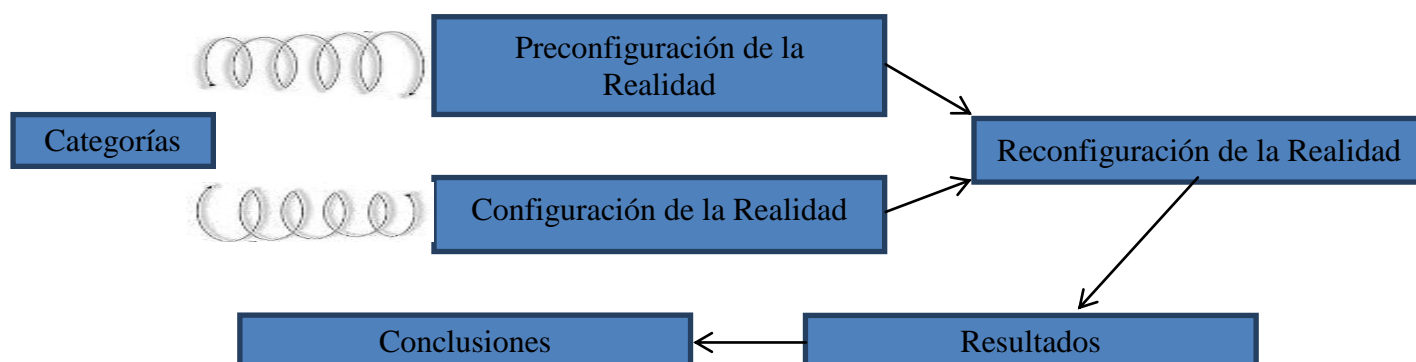 Preconfiguración de la
Realidad
Categorías
Reconfiguración de la Realidad
Configuración de la Realidad
Conclusiones
Resultados